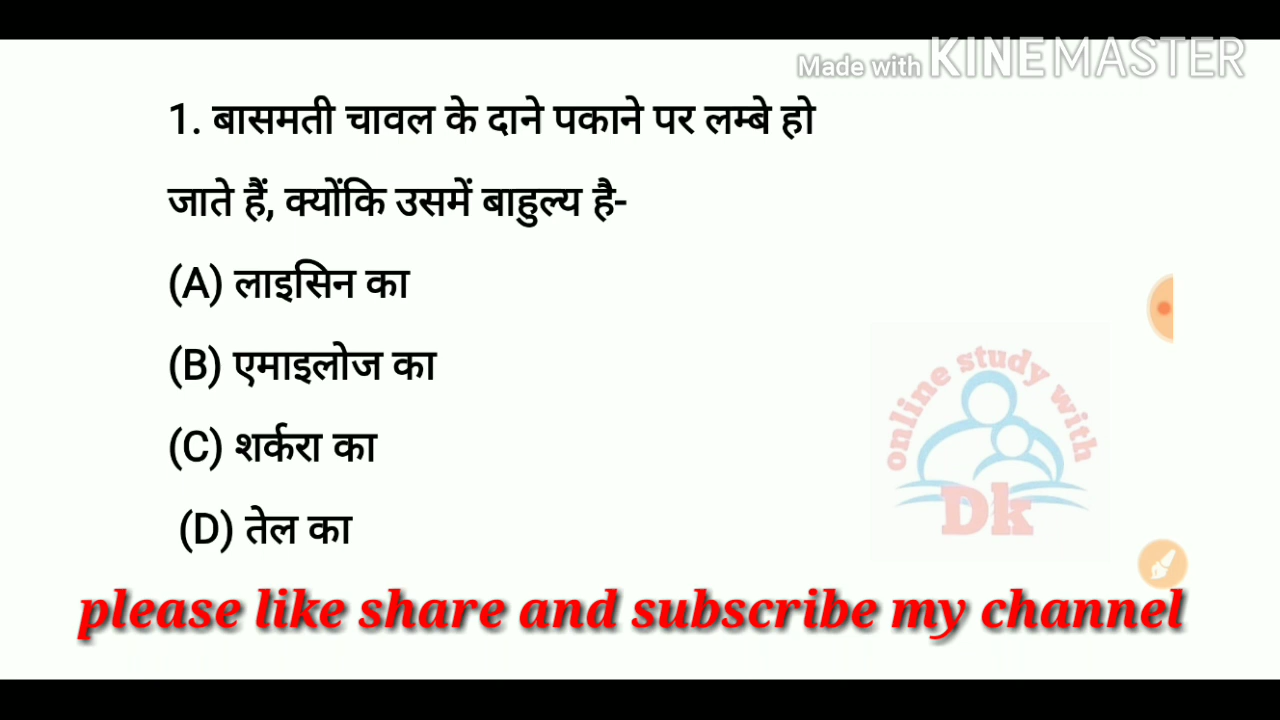 Made with KINEMASTER
1. बासमती चावल के दाने पकाने पर लम्बे हो
जाते हैं, क्योंकि उसमें बाहुल्य है-
(A) लाइसिन का
(B) एमाइलोज का
(C) शर्करा का
(D) तेल का
online study with
Dk
please like share and subscribe my channel